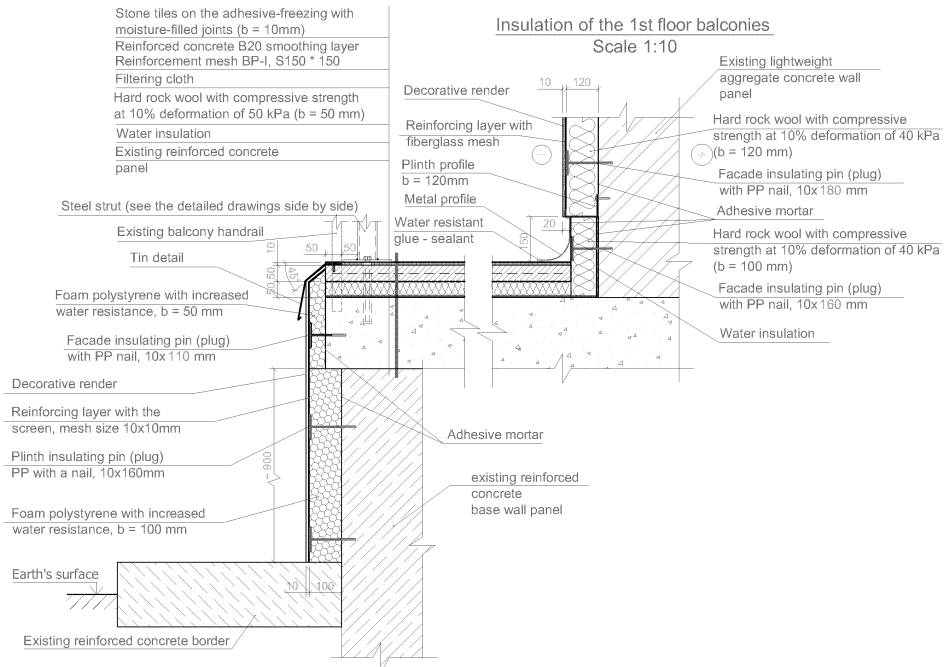 Stone tiles on the adhesive-freezing with
moisture-filled joints (b = 10mm)
Reinforced concrete B20 smoothing layer
Reinforcement mesh BP-I, S150 * 150
Filtering cloth
Hard rock wool with compressive strength
at 10% deformation of 50 kPa (b = 50 mm)
Water insulation
Existing reinforced concrete
panel
Insulation of the 1st floor balconies
Scale 1:10
Steel strut (see the detailed drawings side by side)
Existing balcony handrail
Tin detail
Foam polystyrene with increased
water resistance, b = 50 mm
Facade insulating pin (plug)
with PP nail, 10x110 mm
Decorative render
Reinforcing layer with the
screen, mesh size 10x10mm
Plinth insulating pin (plug)
PP with a nail, 10x160mm
Foam polystyrene with increased
water resistance, b = 100 mm
Earth's surface
Existing reinforced concrete border
10
50 50
50 50
45°
~ 900
10 100
Decorative render
Reinforcing layer with
fiberglass mesh
Plinth profile
b = 120mm
Metal profile
Water resistant
glue - sealant
10 120
20
150
−
+
Adhesive mortar
existing reinforced
concrete
base wall panel
Existing lightweight
aggregate concrete wall
panel
Hard rock wool with compressive
strength at 10% deformation of 40 kPa
(b = 120 mm)
Facade insulating pin (plug)
with PP nail, 10x180 mm
Adhesive mortar
Hard rock wool with compressive
strength at 10% deformation of 40 kPa
(b = 100 mm)
Facade insulating pin (plug)
with PP nail, 10x160 mm
Water insulation